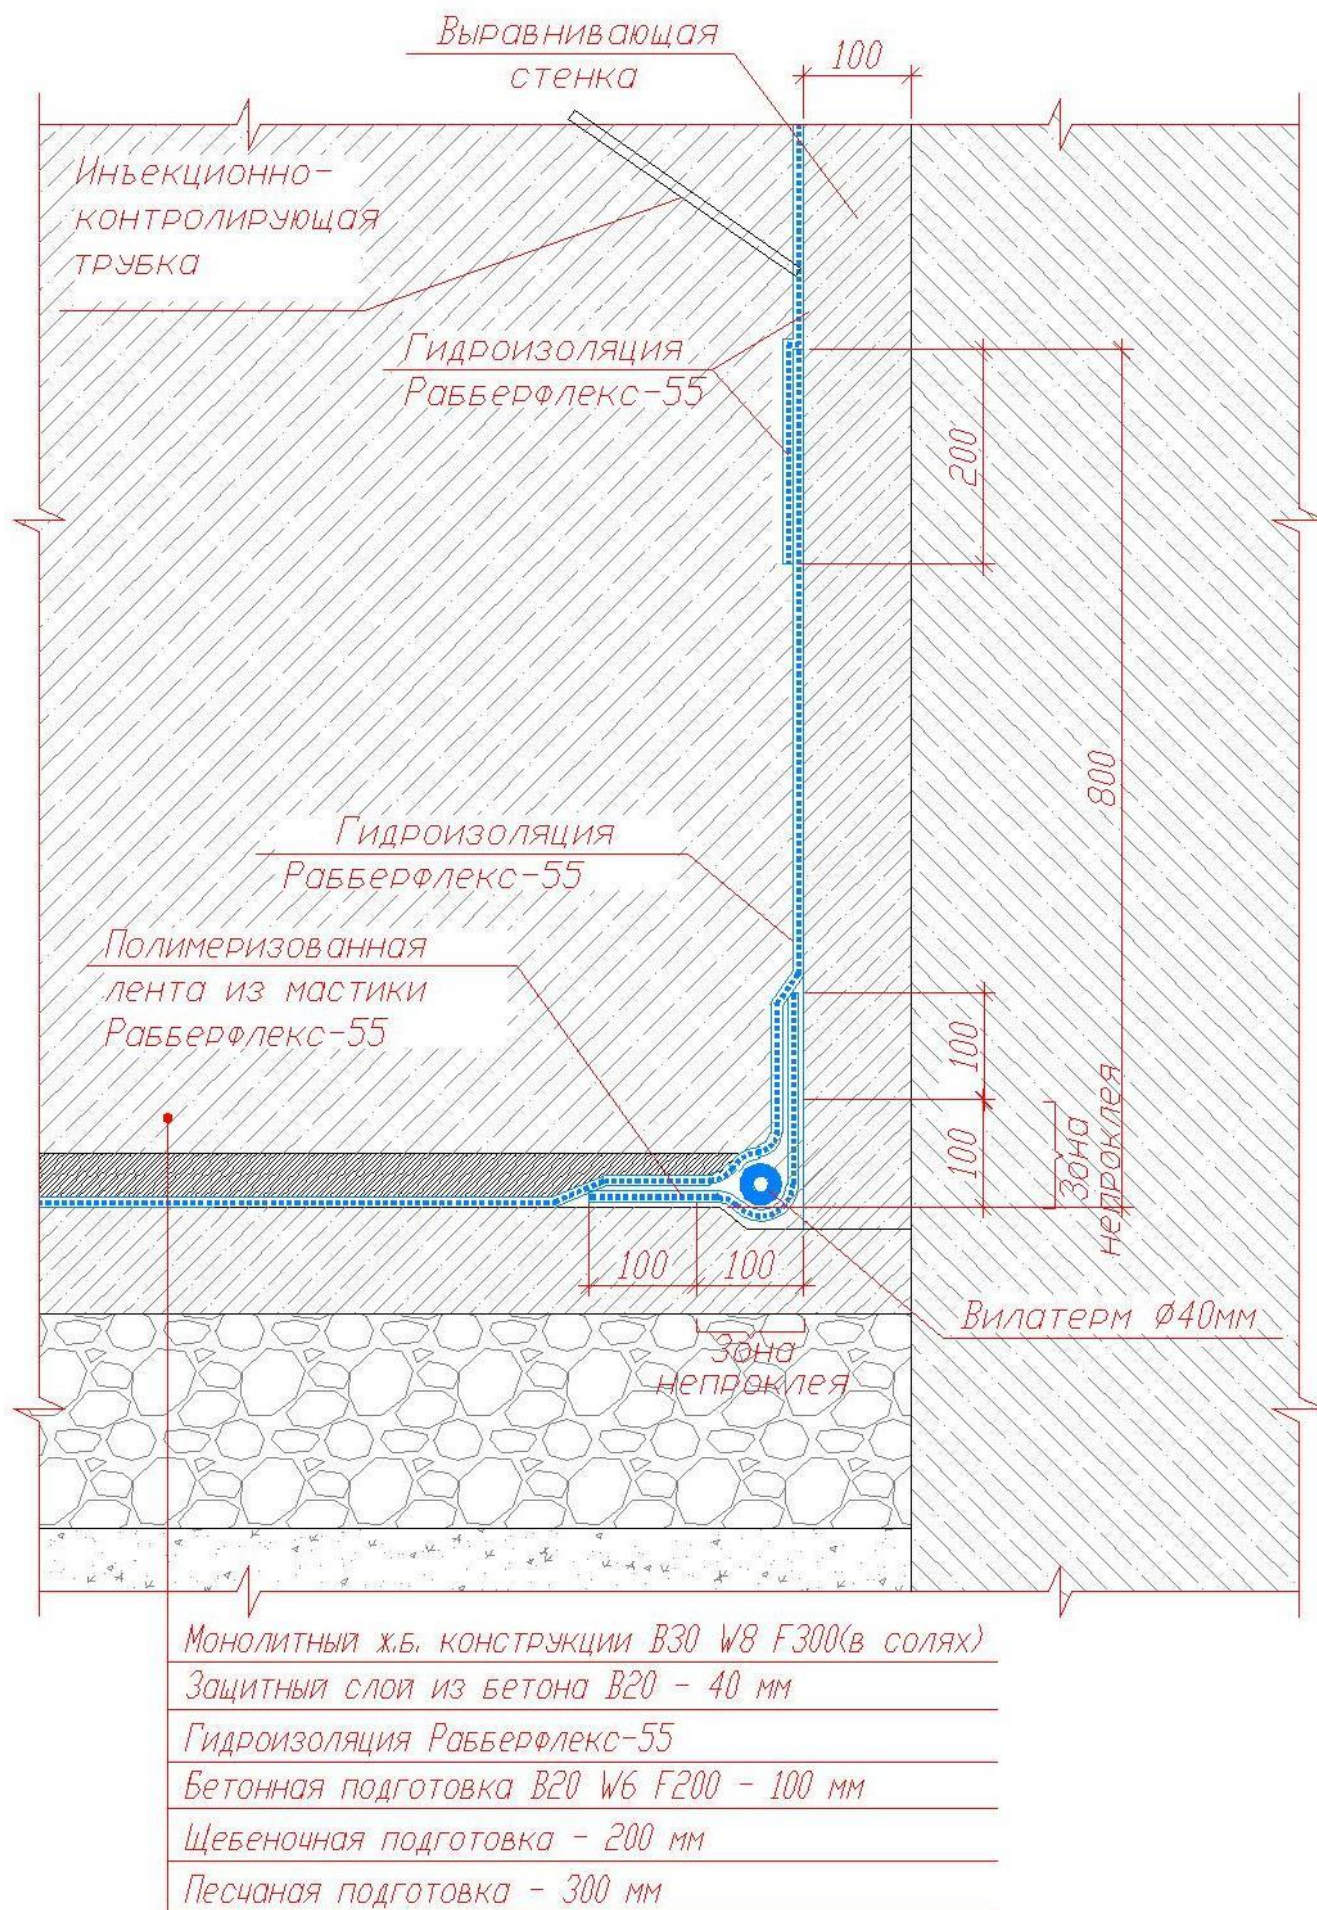 Выравнивающая
стенка
100
Инъекционно-
контролирующая
трубка
Гидроизоляция
Рабберфлекс-55
200
800
Гидроизоляция
Рабберфлекс-55
Полимеризованная
лента из мастики
Рабберфлекс-55
100
100
Зона
непроклея
100
100
Зона
непроклея
Вилатерм Ø40мм
Монолитный ж.б. конструкции В30 W8 F300(в солях)
Защитный слой из бетона В20 - 40 мм
Гидроизоляция Рабберфлекс-55
Бетонная подготовка В20 W6 F200 - 100 мм
Щебеночная подготовка - 200 мм
Песчаная подготовка - 300 мм